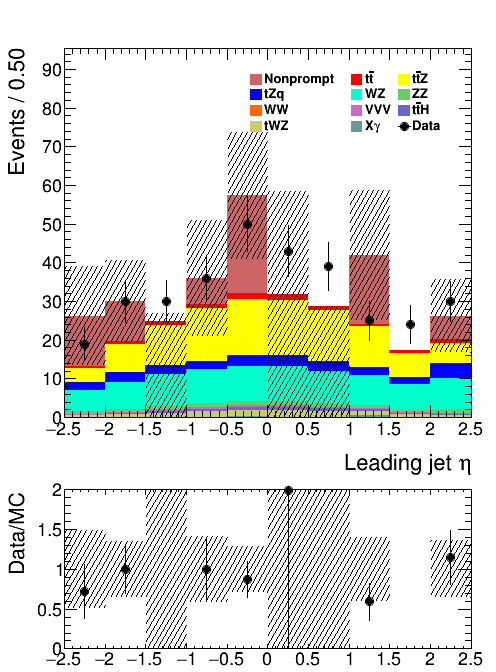 Events / 0.50
90
80
70
60
50
40
30
20
10
0
Nonprompt tt̄ tt̄Z
tZq WZ ZZ
WW VVV tt̄H
tWZ Xγ Data
−2.5 −2 −1.5 −1 −0.5 0 0.5 1 1.5 2 2.5
Leading jet η
Data/MC
2
1.5
1
0.5
0
−2.5 −2 −1.5 −1 −0.5 0 0.5 1 1.5 2 2.5